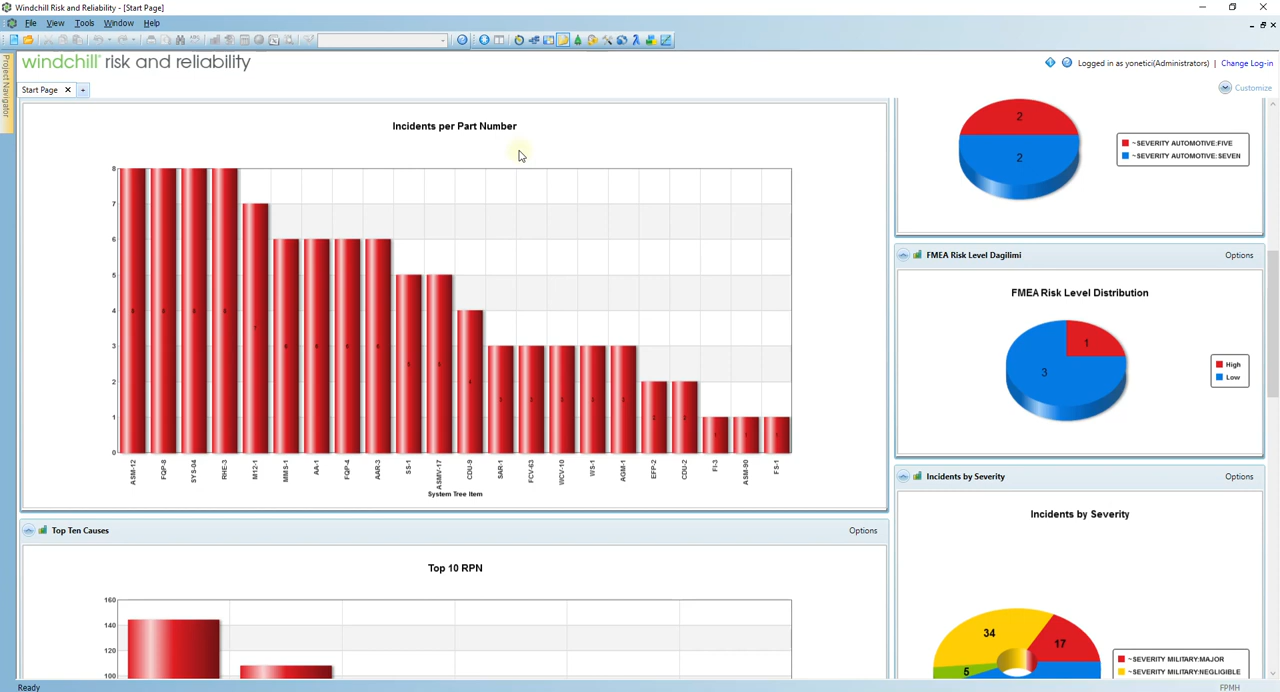 Windchill Risk and Reliability - [Start Page]
File View Tools Window Help
windchill risk and reliability
Logged in as yonetici(Administrators) | Change Log-in
Project Navigator
Start Page
Customize
Incidents per Part Number
8
7
6
5
4
3
2
1
0
7
ASM-12 FQP-8 SYS-04 RHE-3 M12-1 MMS-1 AA-1 FQP-4 AAR-3 SS-1 ASMV-17 CDU-9 SAR-1 FCV-63 WCV-10 WS-1 AGM-1 EFP-2 CDU-2 FI-3 ASM-90 FS-1
System Tree Item
Top Ten Causes Options
Top 10 RPN
160
140
120
100
2
2
~SEVERITY AUTOMOTIVE:FIVE
~SEVERITY AUTOMOTIVE:SEVEN
FMEA Risk Level Dagilimi Options
FMEA Risk Level Distribution
1
3
High
Low
Incidents by Severity Options
Incidents by Severity
34
17
5
~SEVERITY MILITARY:MAJOR
~SEVERITY MILITARY:NEGLIGIBLE
Ready
FPMH